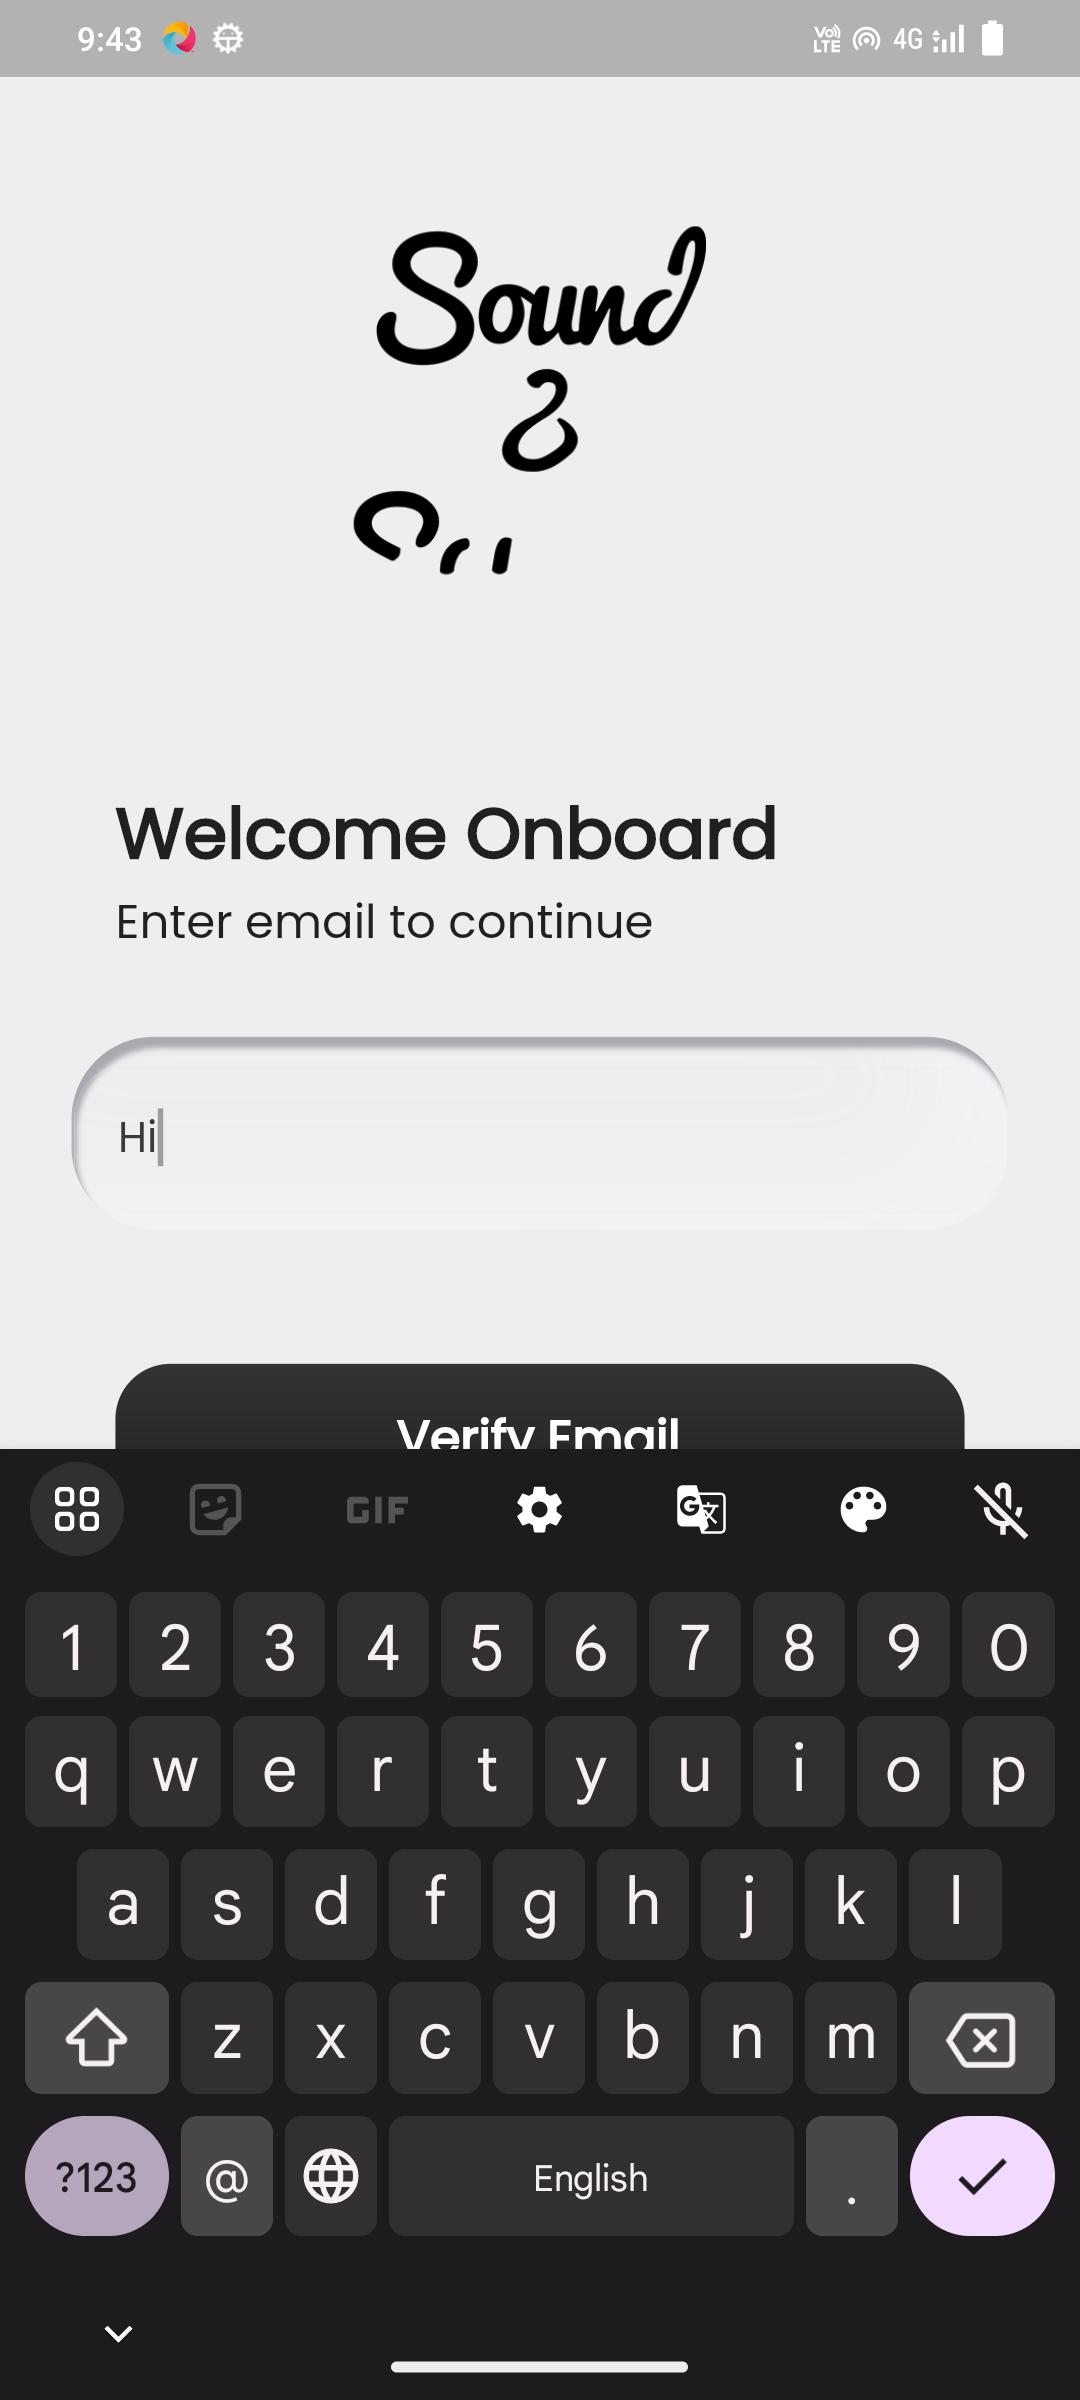 9:43
Vo)) LTE
4G
Sound
&
Welcome Onboard
Enter email to continue
Hi
Verify Email
GIF
1 2 3 4 5 6 7 8 9 0
q w e r t y u i o p
a s d f g h j k l
z x c v b n m
?123 @ English .